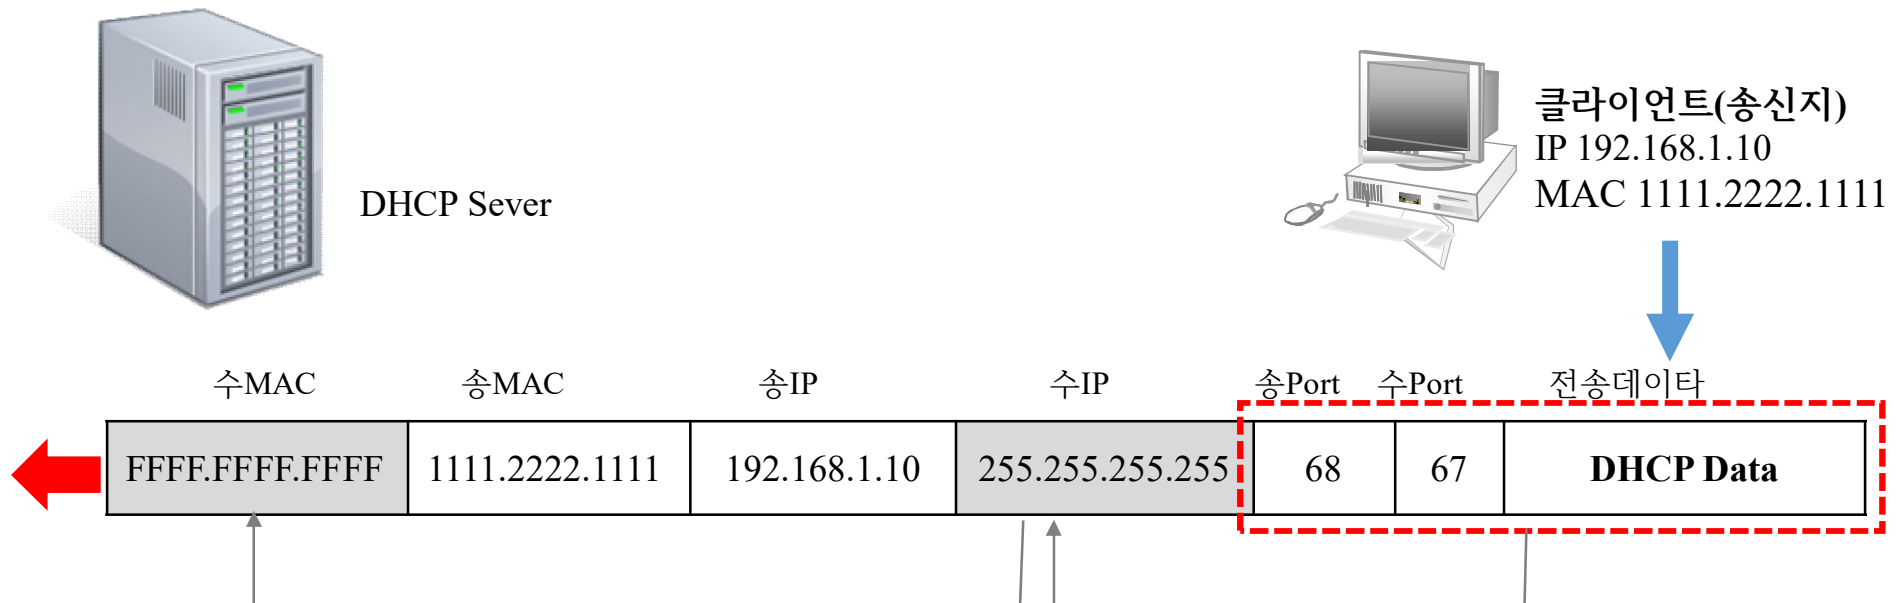 클라이언트(송신지)
IP 192.168.1.10
MAC 1111.2222.1111
DHCP Sever
수MAC 송MAC 송IP 수IP 송Port 수Port 전송데이타
FFFF.FFFF.FFFF 1111.2222.1111 192.168.1.10 255.255.255.255 68 67 DHCP Data